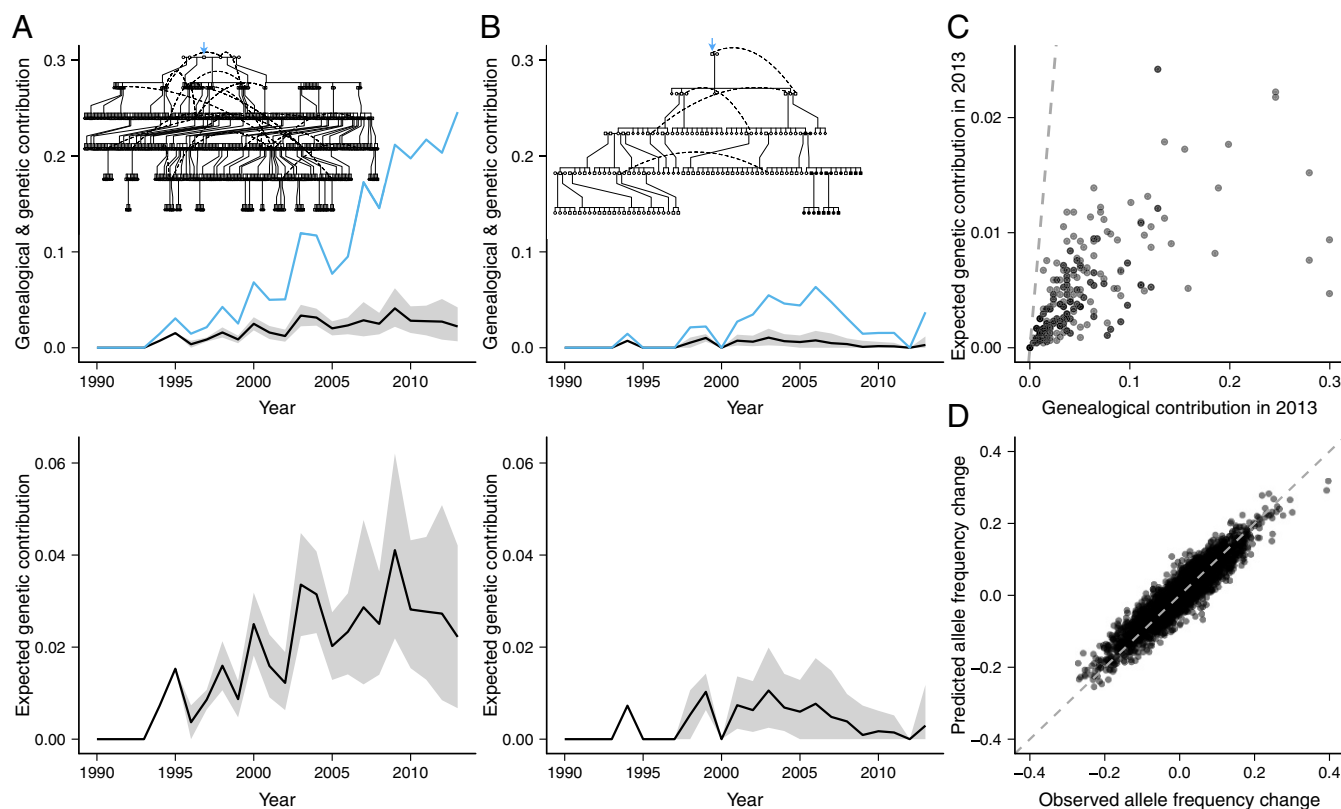 A
Genealogical & genetic contribution
0.3
0.2
0.1
0.0
1990 1995 2000 2005 2010
Year
B
Genealogical & genetic contribution
0.3
0.2
0.1
0.0
1990 1995 2000 2005 2010
Year
C
Expected genetic contribution in 2013
0.02
0.01
0.00
0.0 0.1 0.2 0.3
Genealogical contribution in 2013
Expected genetic contribution
0.06
0.04
0.02
0.00
1990 1995 2000 2005 2010
Year
Expected genetic contribution
0.06
0.04
0.02
0.00
1990 1995 2000 2005 2010
Year
D
Predicted allele frequency change
0.4
0.2
0.0
−0.2
−0.4
−0.4 −0.2 0.0 0.2 0.4
Observed allele frequency change